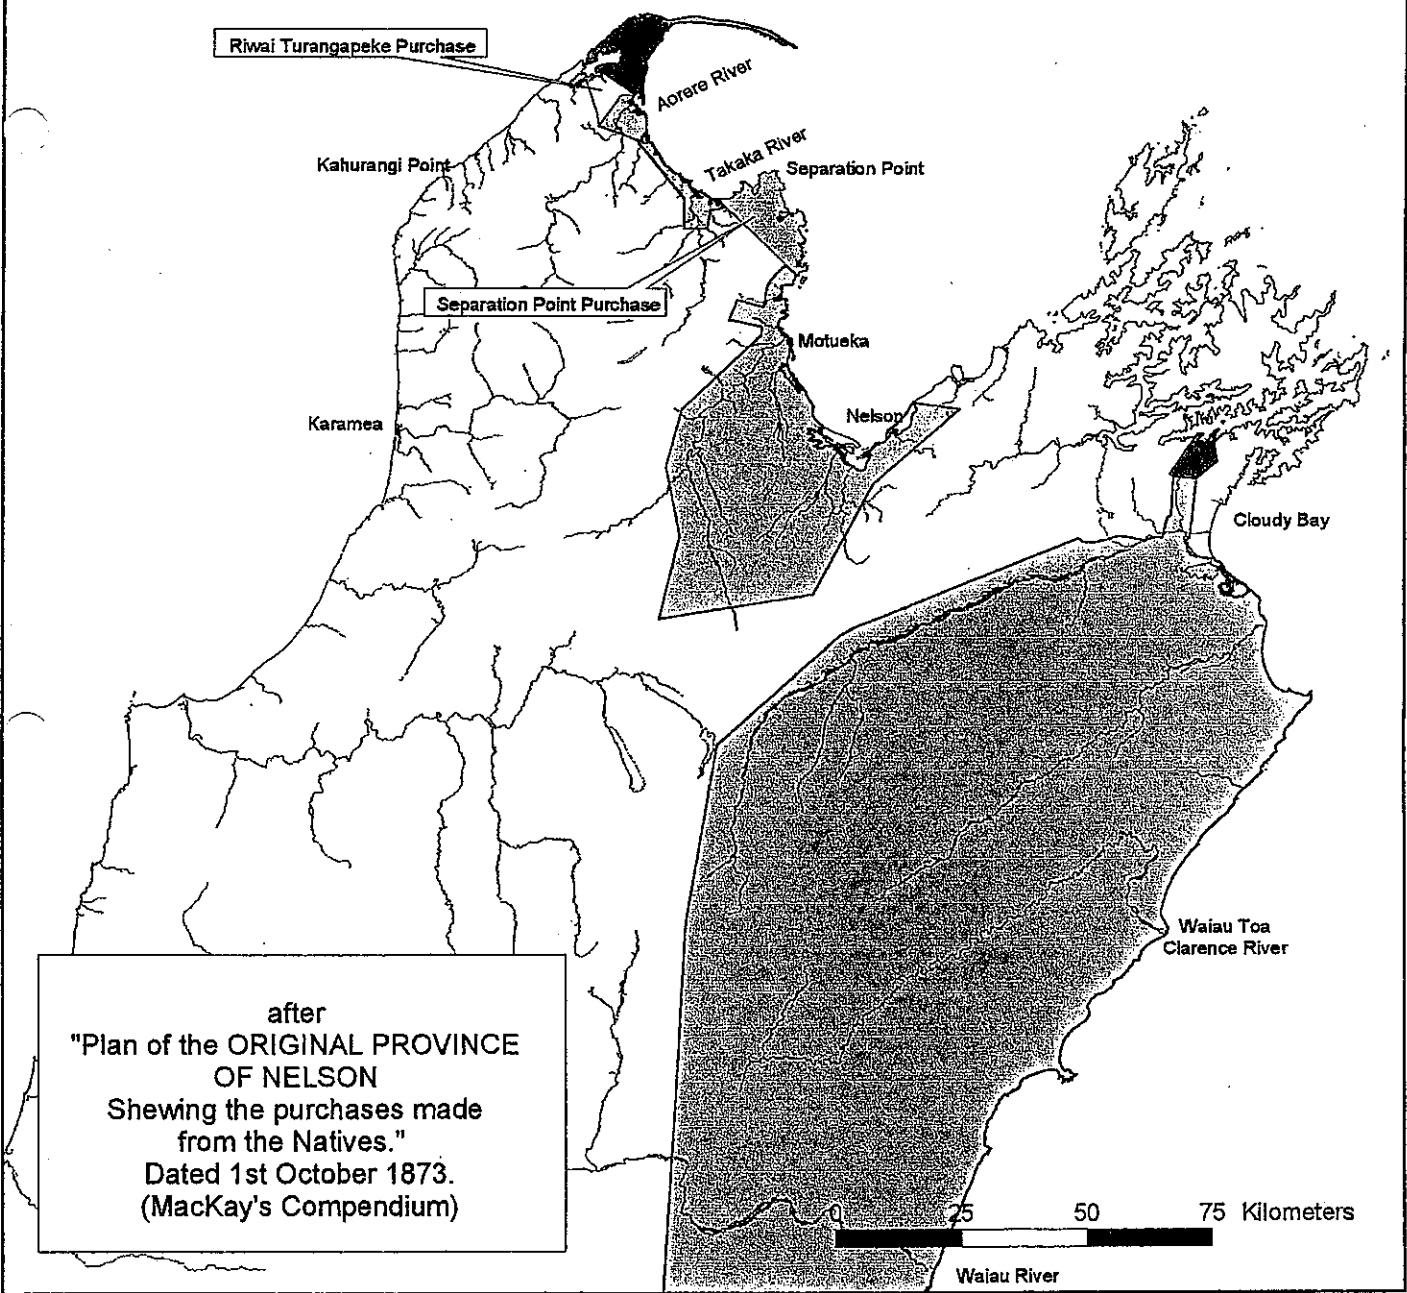 Riwai Turangapeke Purchase
Aorere River
Kahurangi Point
Takaka River
Separation Point
Separation Point Purchase
Motueka
Nelson
Karamea
Cloudy Bay
Waiau Toa
Clarence River
after
"Plan of the ORIGINAL PROVINCE
OF NELSON
Shewing the purchases made
from the Natives."
Dated 1st October 1873.
(MacKay's Compendium)
0 25 50 75 Kilometers
Waiau River